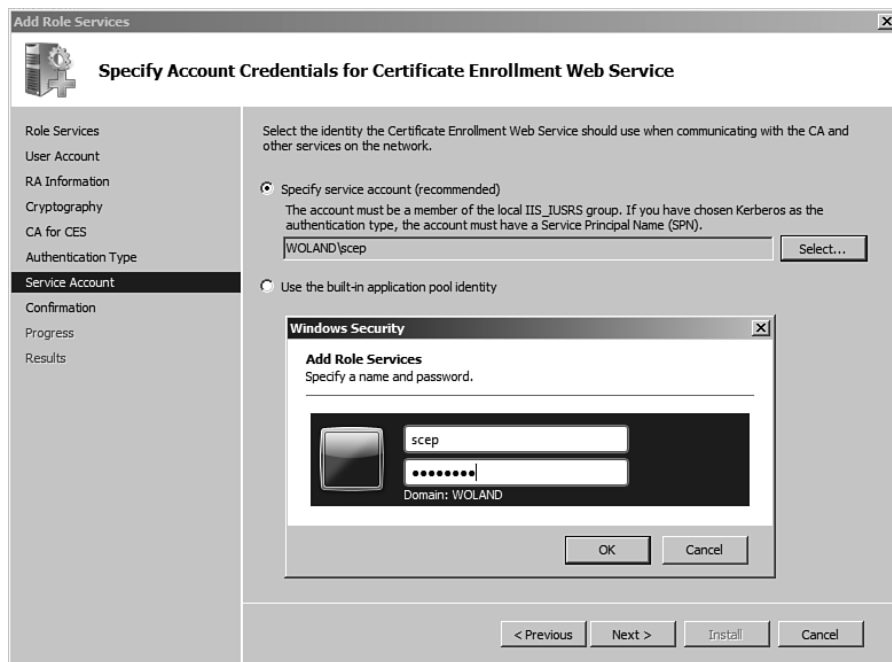 Add Role Services
Specify Account Credentials for Certificate Enrollment Web Service
Role Services
User Account
RA Information
Cryptography
CA for CES
Authentication Type
Service Account
Confirmation
Progress
Results
Select the identity the Certificate Enrollment Web Service should use when communicating with the CA and
other services on the network.
Specify service account (recommended)
The account must be a member of the local IIS_IUSRS group. If you have chosen Kerberos as the
authentication type, the account must have a Service Principal Name (SPN).
WOLAND\scep
Select...
Use the built-in application pool identity
Windows Security
Add Role Services
Specify a name and password.
scep
●●●●●●●●
Domain: WOLAND
OK
Cancel
< Previous
Next >
Install
Cancel